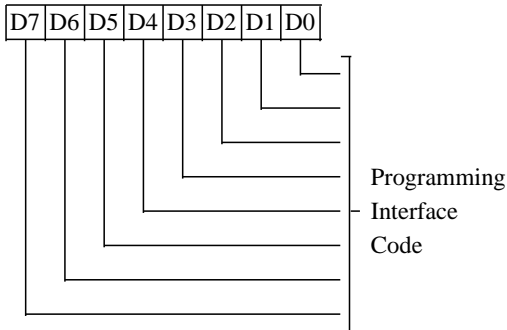 D7 D6 D5 D4 D3 D2 D1 D0
Programming
Interface
Code